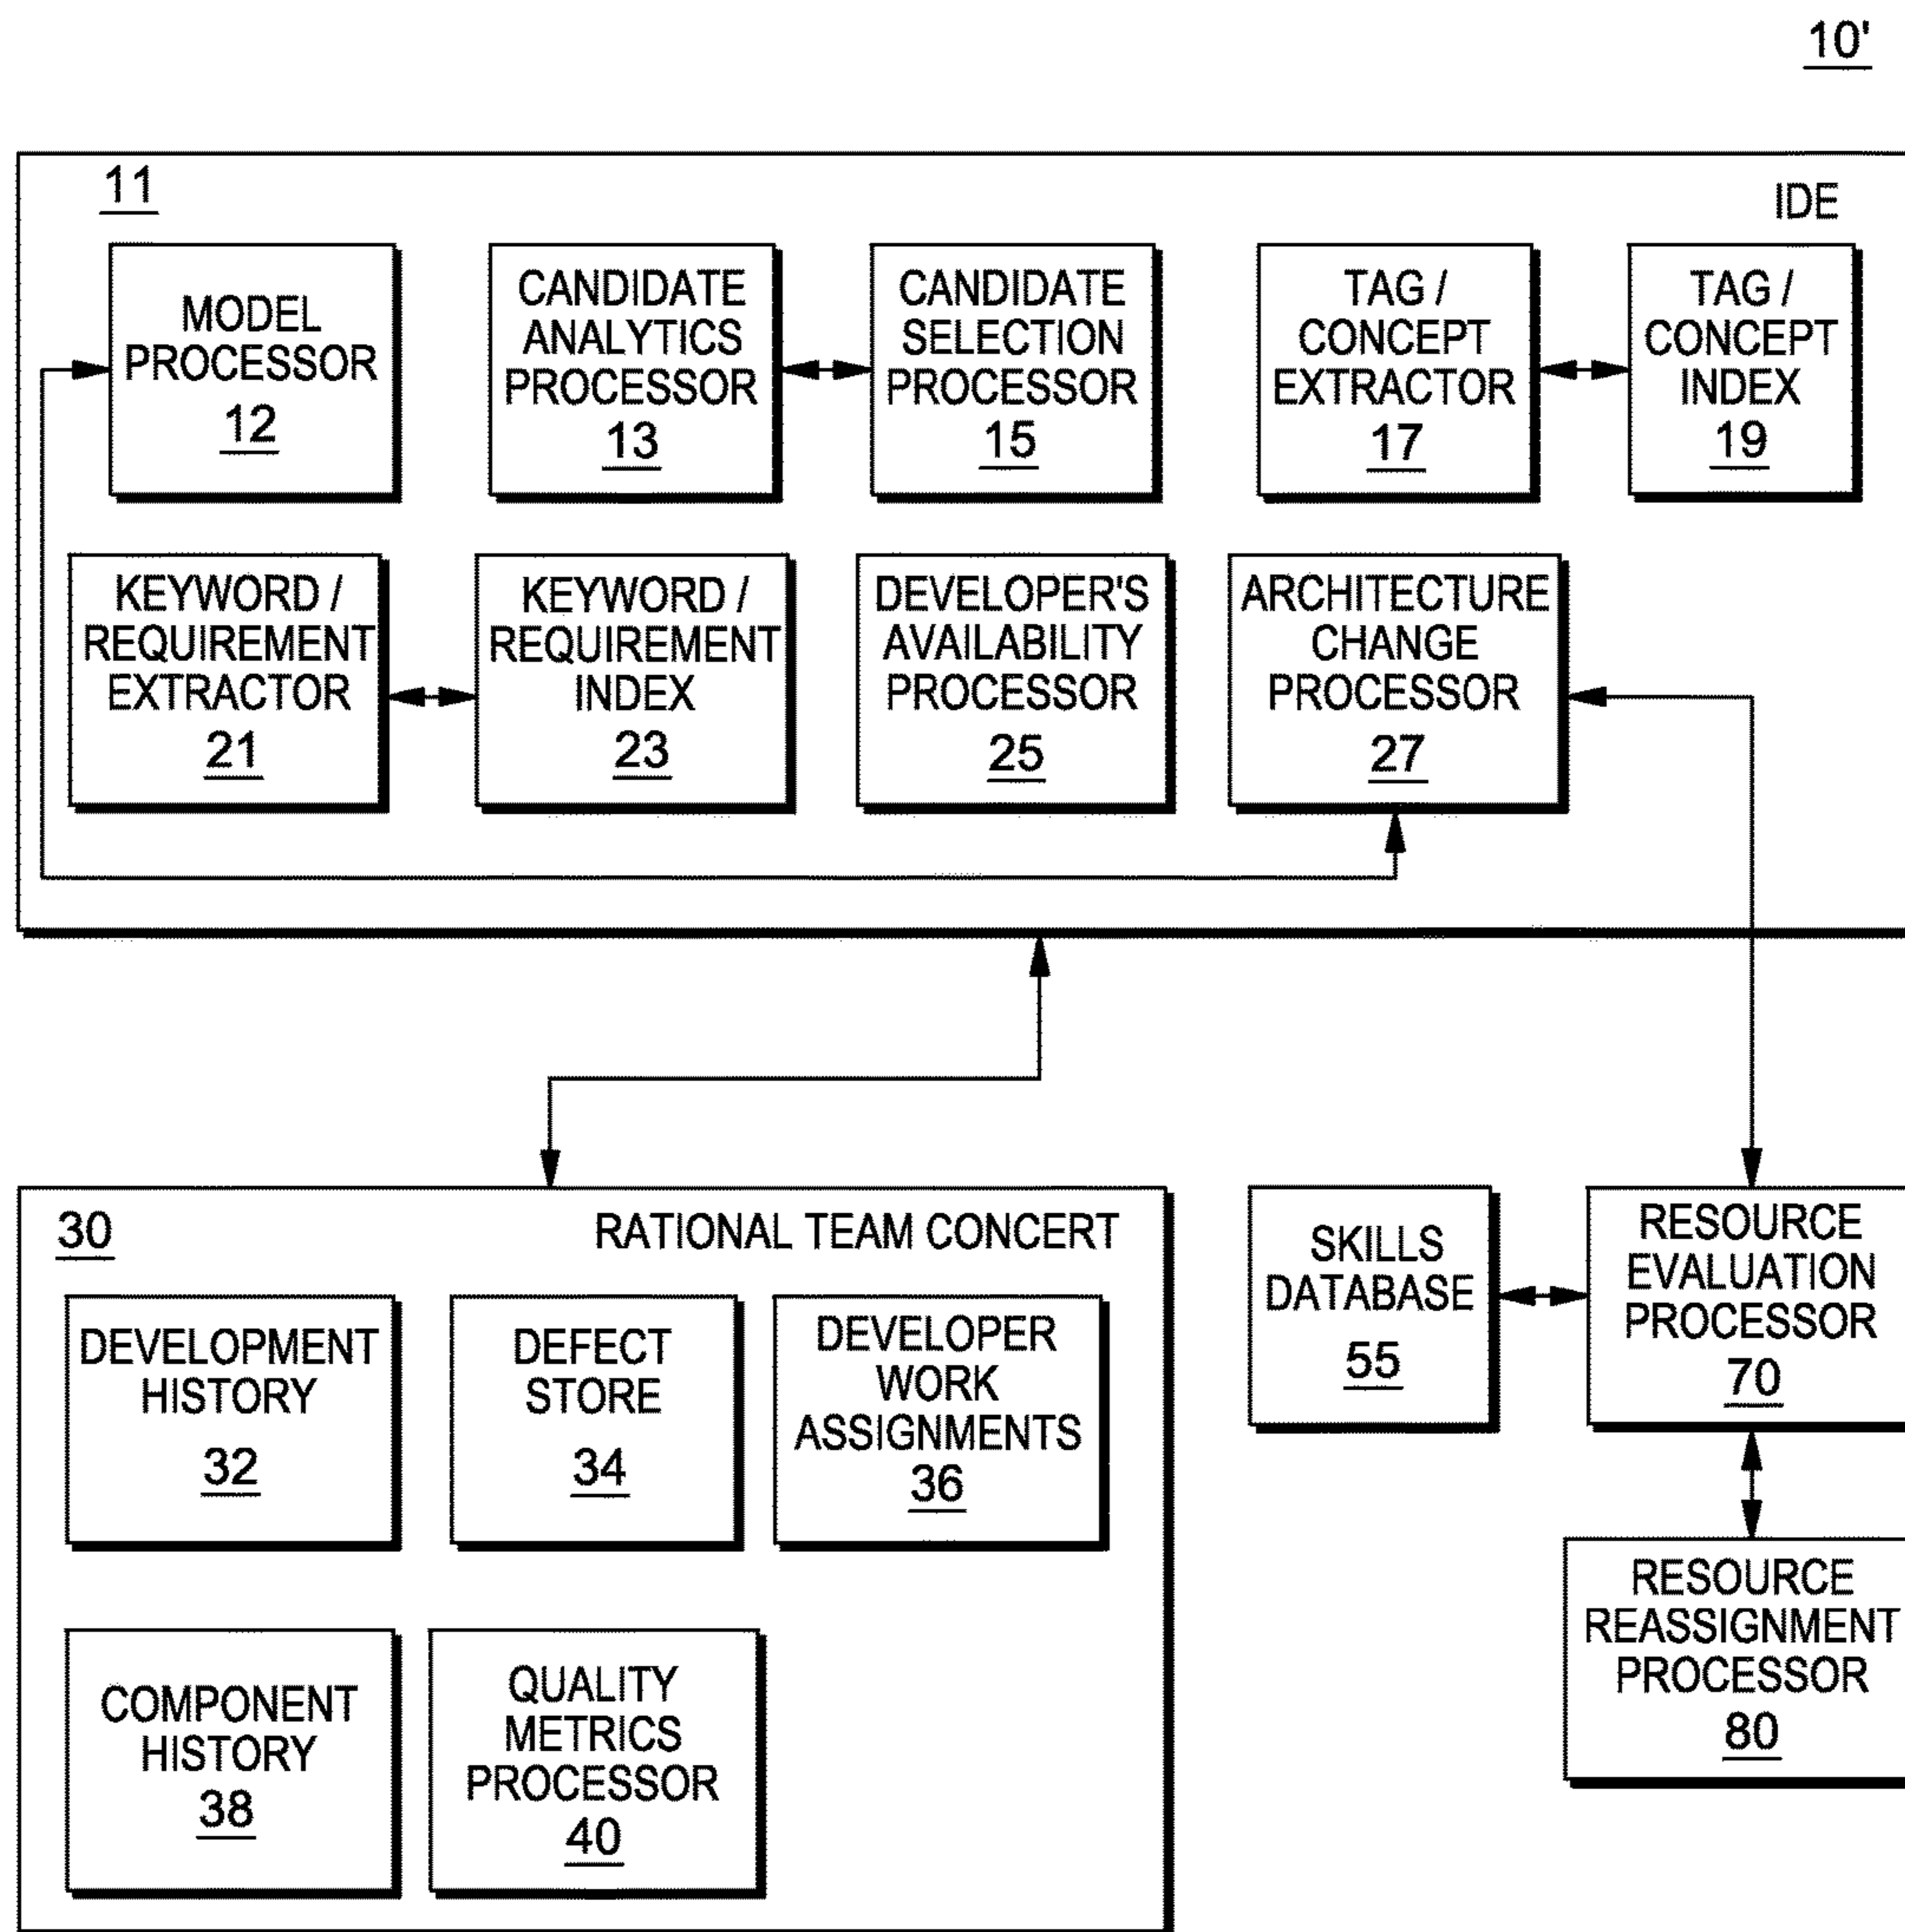 10'
11
IDE
MODEL
PROCESSOR
12
CANDIDATE
ANALYTICS
PROCESSOR
13
CANDIDATE
SELECTION
PROCESSOR
15
TAG /
CONCEPT
EXTRACTOR
17
TAG /
CONCEPT
INDEX
19
KEYWORD /
REQUIREMENT
EXTRACTOR
21
KEYWORD /
REQUIREMENT
INDEX
23
DEVELOPER'S
AVAILABILITY
PROCESSOR
25
ARCHITECTURE
CHANGE
PROCESSOR
27
30
RATIONAL TEAM CONCERT
DEVELOPMENT
HISTORY
32
DEFECT
STORE
34
DEVELOPER
WORK
ASSIGNMENTS
36
COMPONENT
HISTORY
38
QUALITY
METRICS
PROCESSOR
40
SKILLS
DATABASE
55
RESOURCE
EVALUATION
PROCESSOR
70
RESOURCE
REASSIGNMENT
PROCESSOR
80